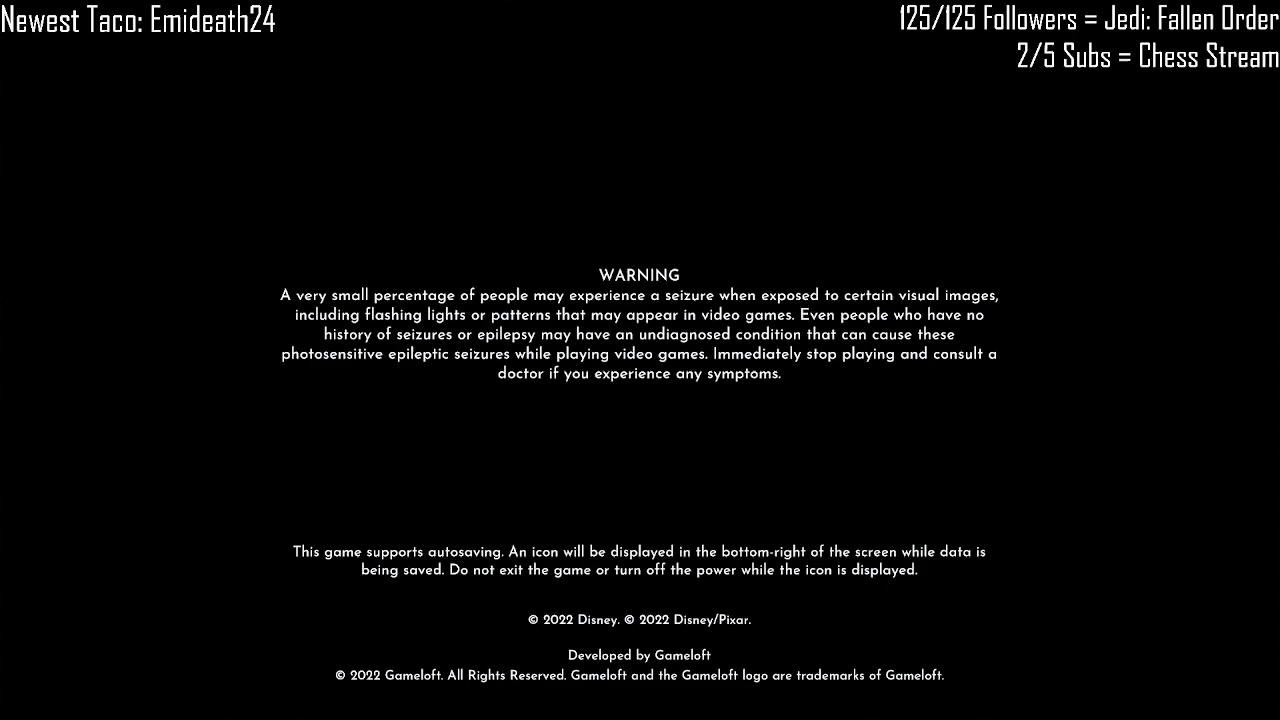 Newest Taco: Emideath24
125/125 Followers = Jedi: Fallen Order
2/5 Subs = Chess Stream
WARNING
A very small percentage of people may experience a seizure when exposed to certain visual images,
including flashing lights or patterns that may appear in video games. Even people who have no
history of seizures or epilepsy may have an undiagnosed condition that can cause these
photosensitive epileptic seizures while playing video games. Immediately stop playing and consult a
doctor if you experience any symptoms.
This game supports autosaving. An icon will be displayed in the bottom-right of the screen while data is
being saved. Do not exit the game or turn off the power while the icon is displayed.
© 2022 Disney. © 2022 Disney/Pixar.
Developed by Gameloft
© 2022 Gameloft. All Rights Reserved. Gameloft and the Gameloft logo are trademarks of Gameloft.